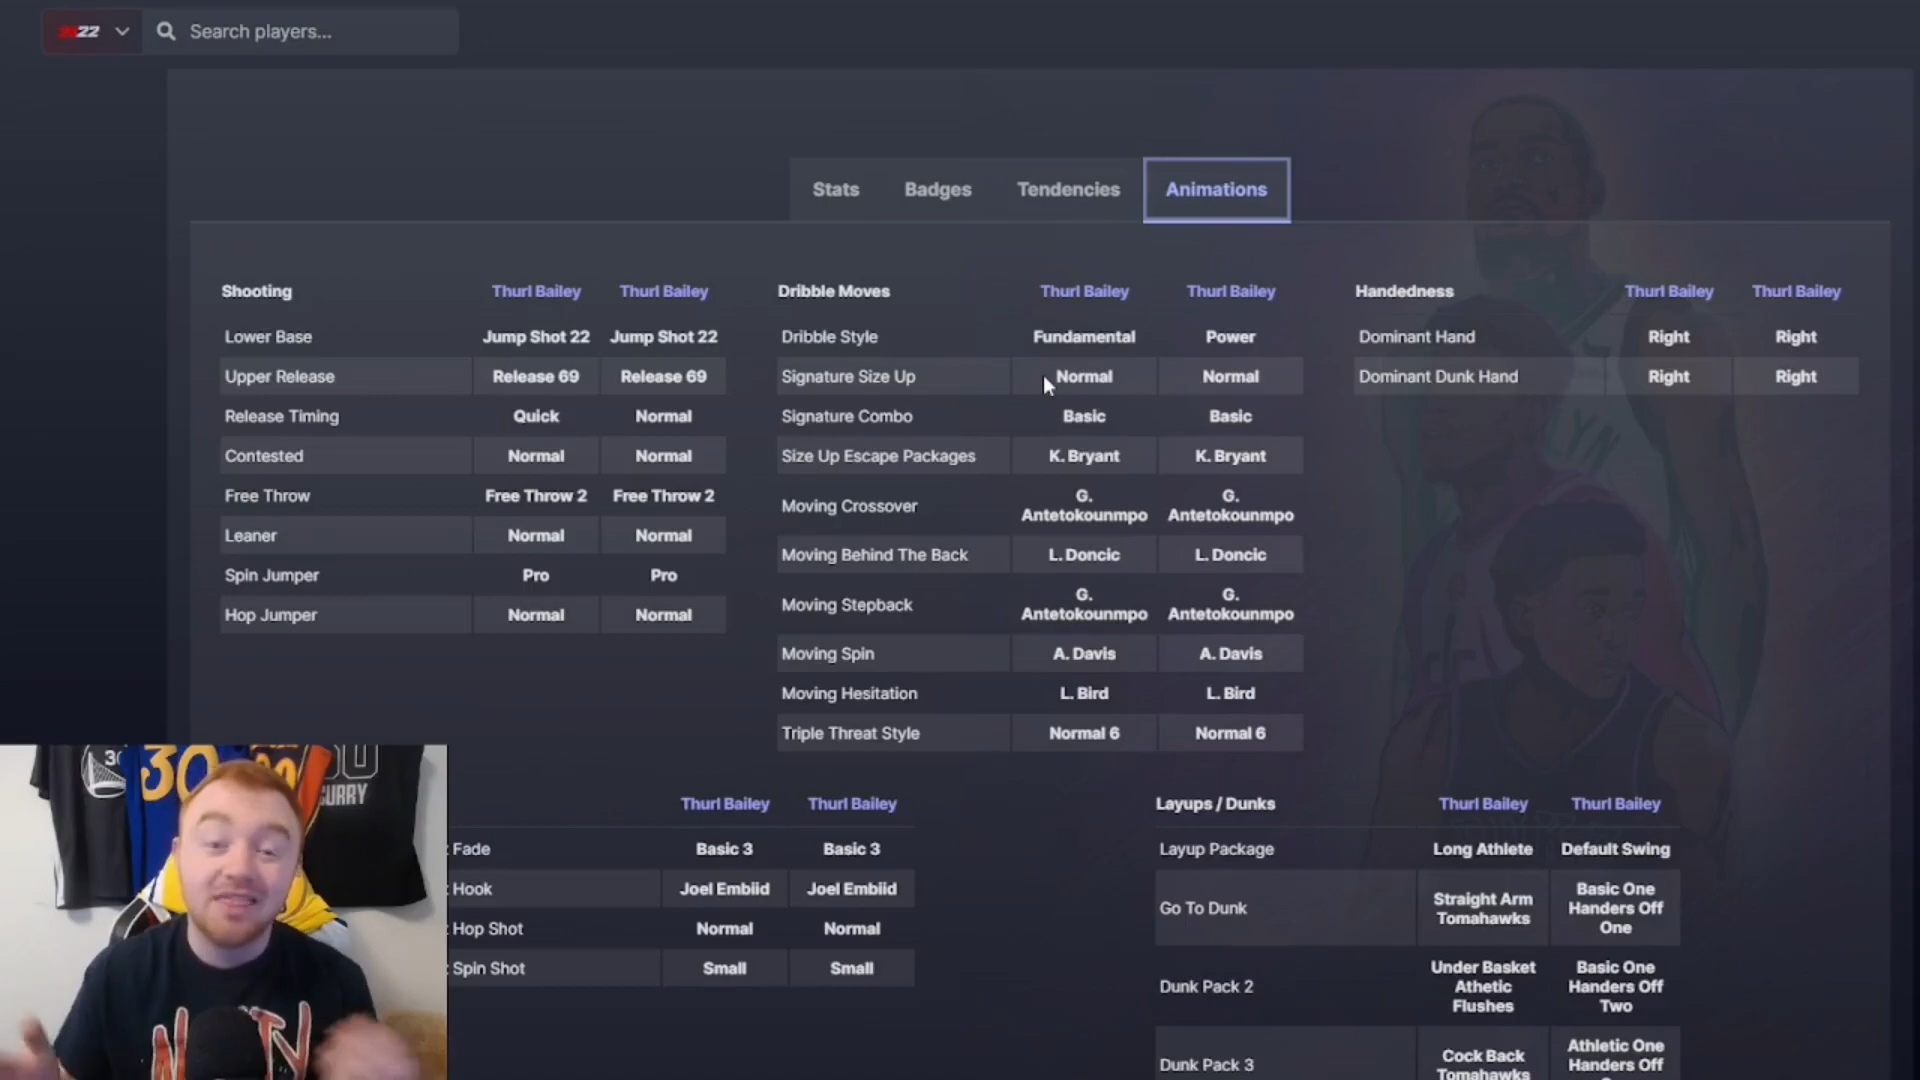 2K22
Search players...
Stats Badges Tendencies Animations
Shooting Thurl Bailey Thurl Bailey
Lower Base Jump Shot 22 Jump Shot 22
Upper Release Release 69 Release 69
Release Timing Quick Normal
Contested Normal Normal
Free Throw Free Throw 2 Free Throw 2
Leaner Normal Normal
Spin Jumper Pro Pro
Hop Jumper Normal Normal
Dribble Moves Thurl Bailey Thurl Bailey
Dribble Style Fundamental Power
Signature Size Up Normal Normal
Signature Combo Basic Basic
Size Up Escape Packages K. Bryant K. Bryant
Moving Crossover G. Antetokounmpo G. Antetokounmpo
Moving Behind The Back L. Doncic L. Doncic
Moving Stepback G. Antetokounmpo G. Antetokounmpo
Moving Spin A. Davis A. Davis
Moving Hesitation L. Bird L. Bird
Triple Threat Style Normal 6 Normal 6
Handedness Thurl Bailey Thurl Bailey
Dominant Hand Right Right
Dominant Dunk Hand Right Right
Thurl Bailey Thurl Bailey
Fade Basic 3 Basic 3
Hook Joel Embiid Joel Embiid
Hop Shot Normal Normal
Spin Shot Small Small
Layups / Dunks Thurl Bailey Thurl Bailey
Layup Package Long Athlete Default Swing
Go To Dunk Straight Arm Tomahawks Basic One Handers Off One
Dunk Pack 2 Under Basket Athetic Flushes Basic One Handers Off Two
Dunk Pack 3 Cock Back Tomahawks Athletic One Handers Off
30
30
CURRY